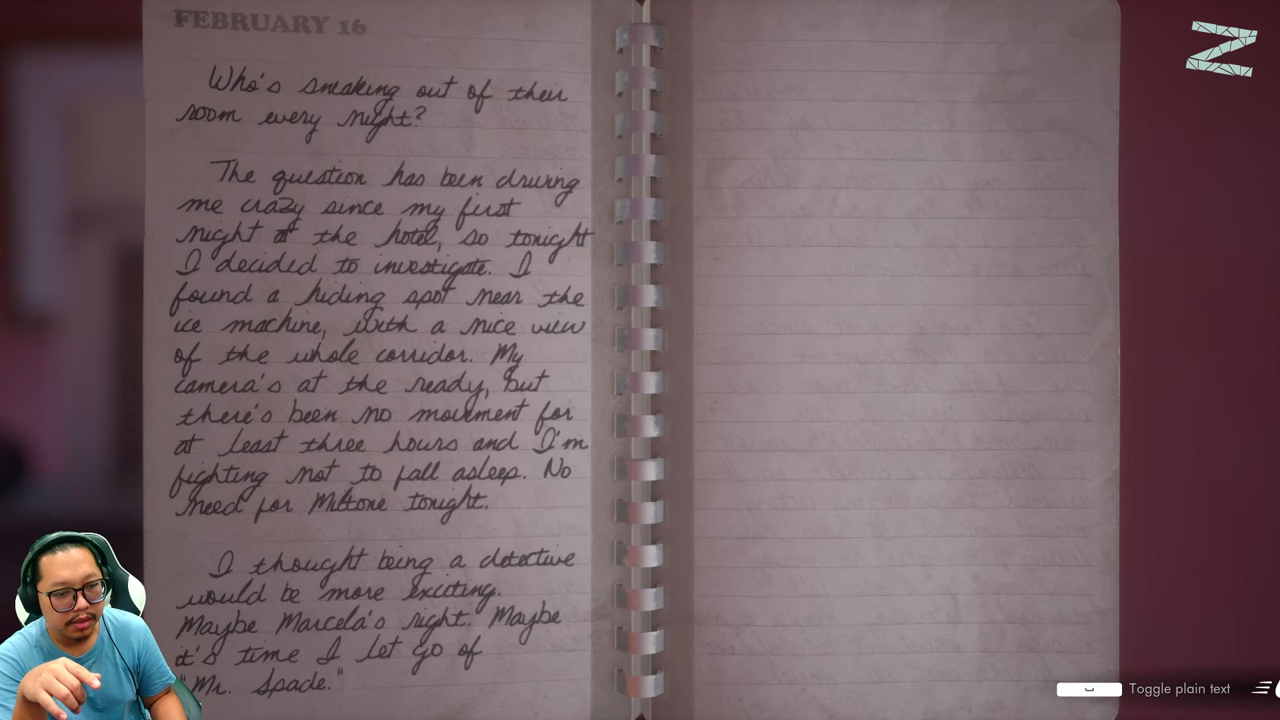 FEBRUARY 16
Who's sneaking out of their
room every night?
The question has been driving
me crazy since my first
night at the hotel, so tonight
I decided to investigate. I
found a hiding spot near the
ice machine, with a nice view
of the whole corridor. My
camera's at the ready, but
there's been no movement for
at least three hours and I'm
fighting not to fall asleep. No
need for Miltone tonight.
I thought being a detective
would be more exciting.
Maybe Marcela's right. Maybe
it's time I let go of
"Mr. Spade."
Z
Toggle plain text